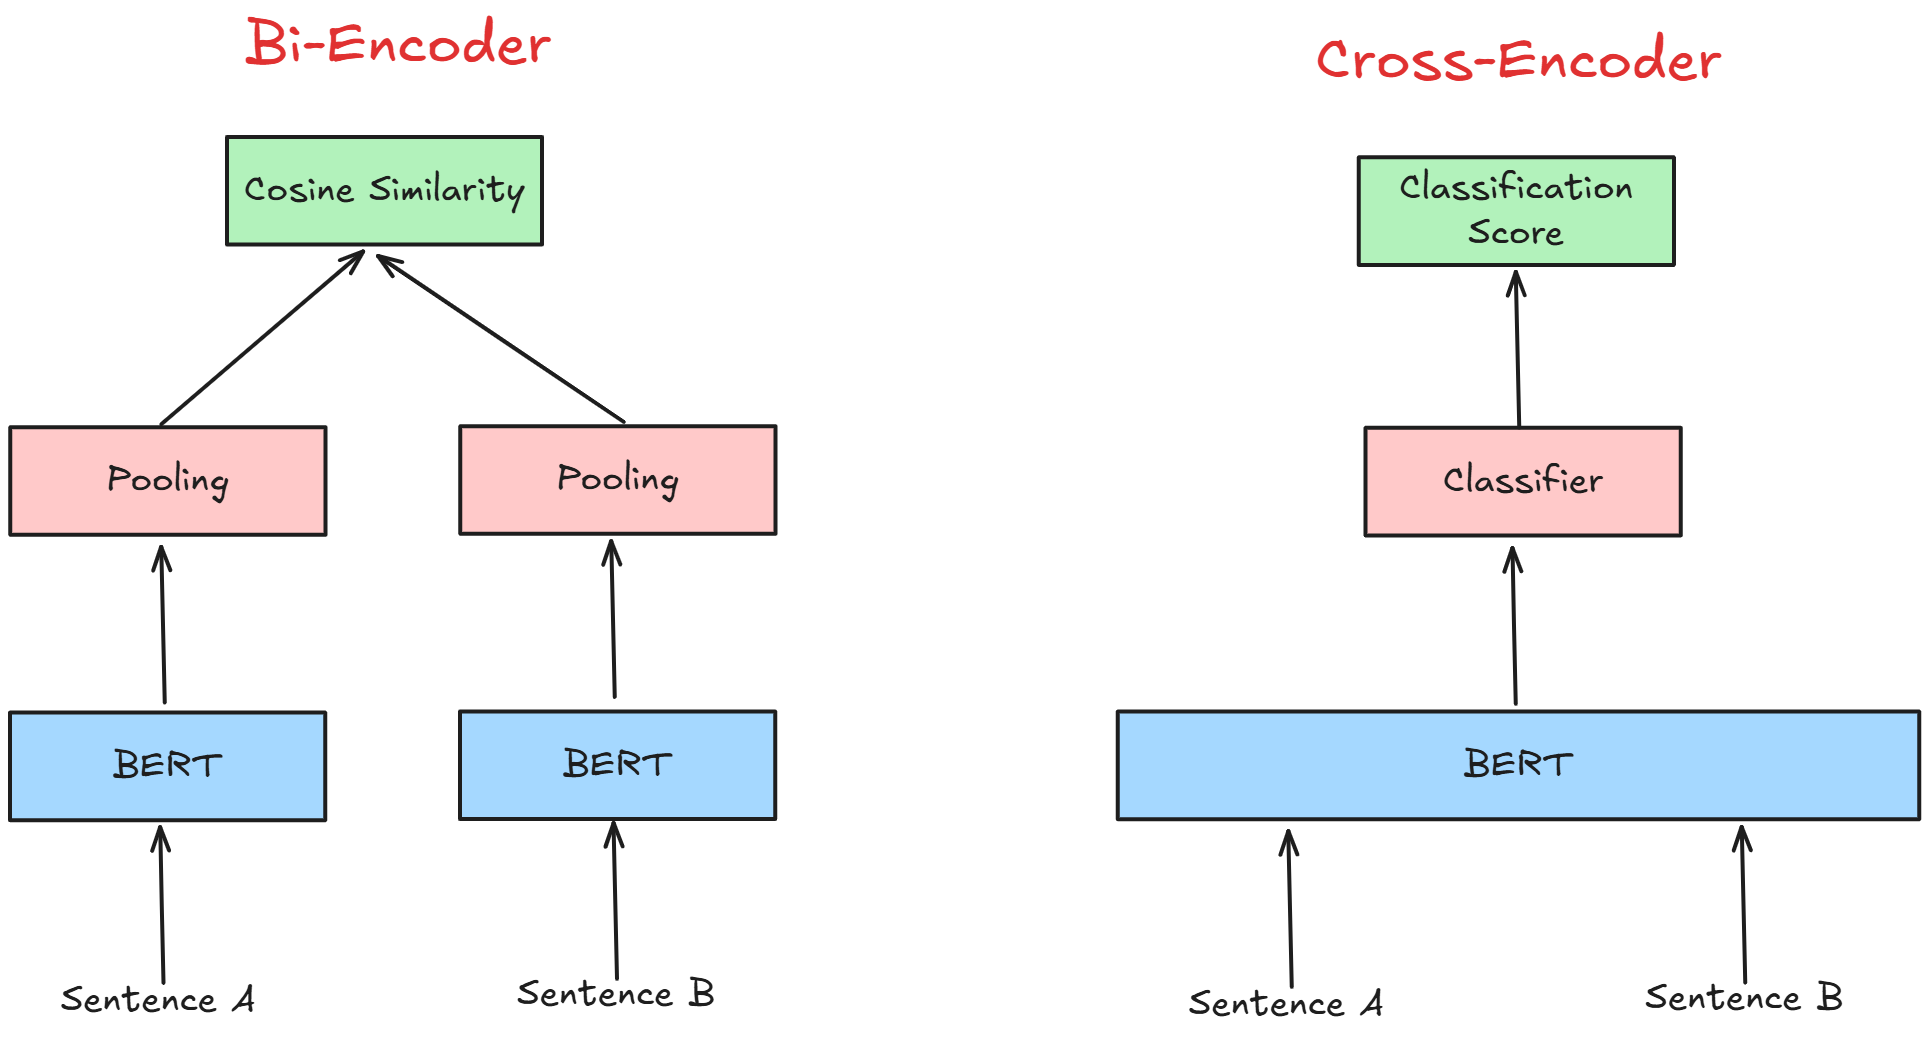 Bi-Encoder
Cosine Similarity
Pooling
Pooling
BERT
BERT
Sentence A
Sentence B
Cross-Encoder
Classification
Score
Classifier
BERT
Sentence A
Sentence B